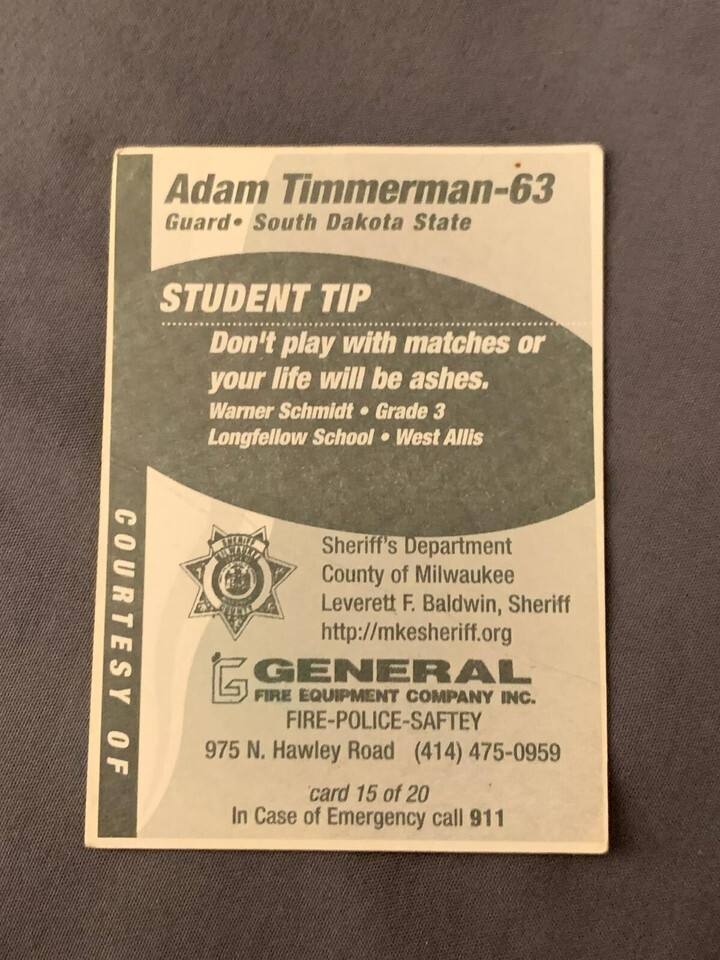 Adam Timmerman-63
Guard• South Dakota State
STUDENT TIP
Don't play with matches or
your life will be ashes.
Warner Schmidt • Grade 3
Longfellow School • West Allis
COURTESY OF
SHERIFF
MILWAUKEE
COUNTY
Sheriff's Department
County of Milwaukee
Leverett F. Baldwin, Sheriff
http://mkesheriff.org
G GENERAL
FIRE EQUIPMENT COMPANY INC.
FIRE-POLICE-SAFTEY
975 N. Hawley Road (414) 475-0959
card 15 of 20
In Case of Emergency call 911